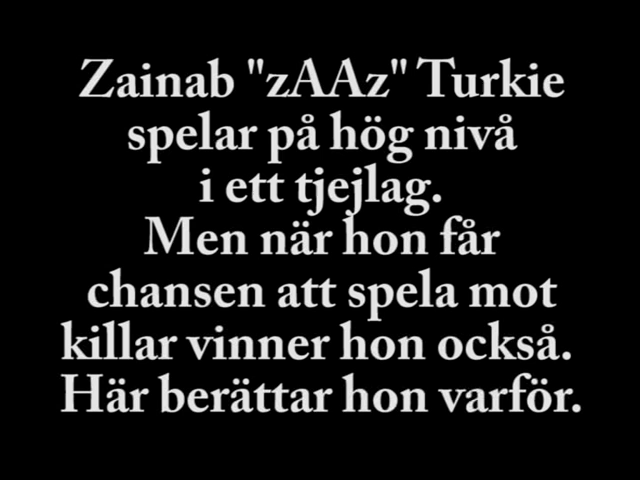 Zainab "zAAz" Turkie
spelar på hög nivå
i ett tjejlag.
Men när hon får
chansen att spela mot
killar vinner hon också.
Här berättar hon varför.